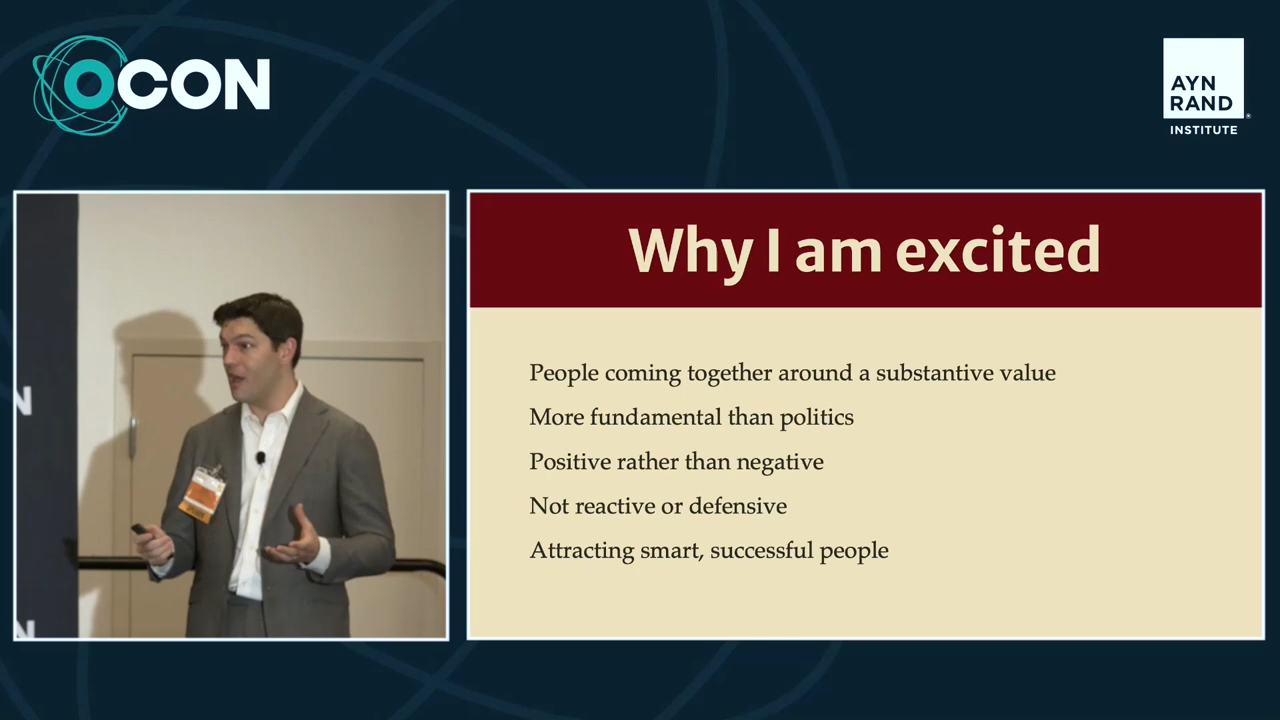 OCON
AYN
RAND
INSTITUTE
Why I am excited
People coming together around a substantive value
More fundamental than politics
Positive rather than negative
Not reactive or defensive
Attracting smart, successful people
N
N